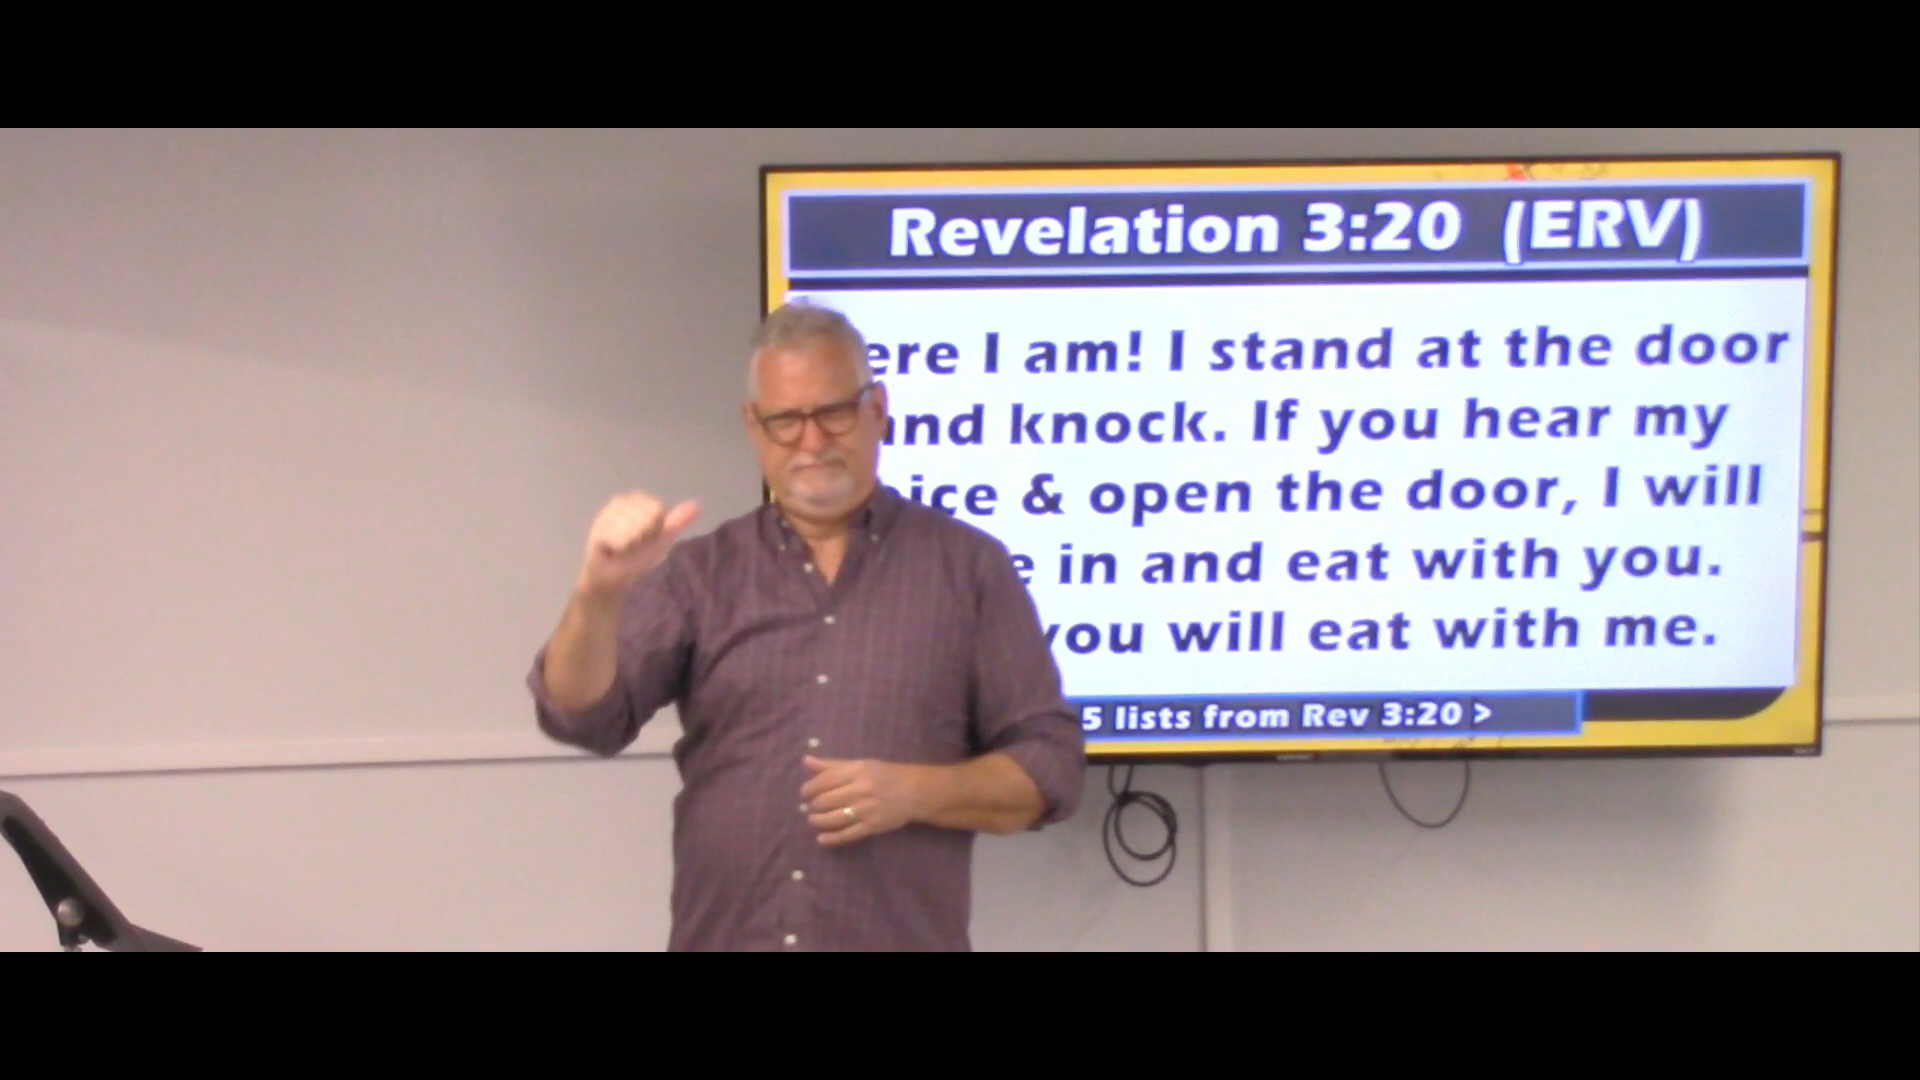 Revelation 3:20 (ERV)
ere I am! I stand at the door
and knock. If you hear my
oice & open the door, I will
e in and eat with you.
you will eat with me.
5 lists from Rev 3:20 >